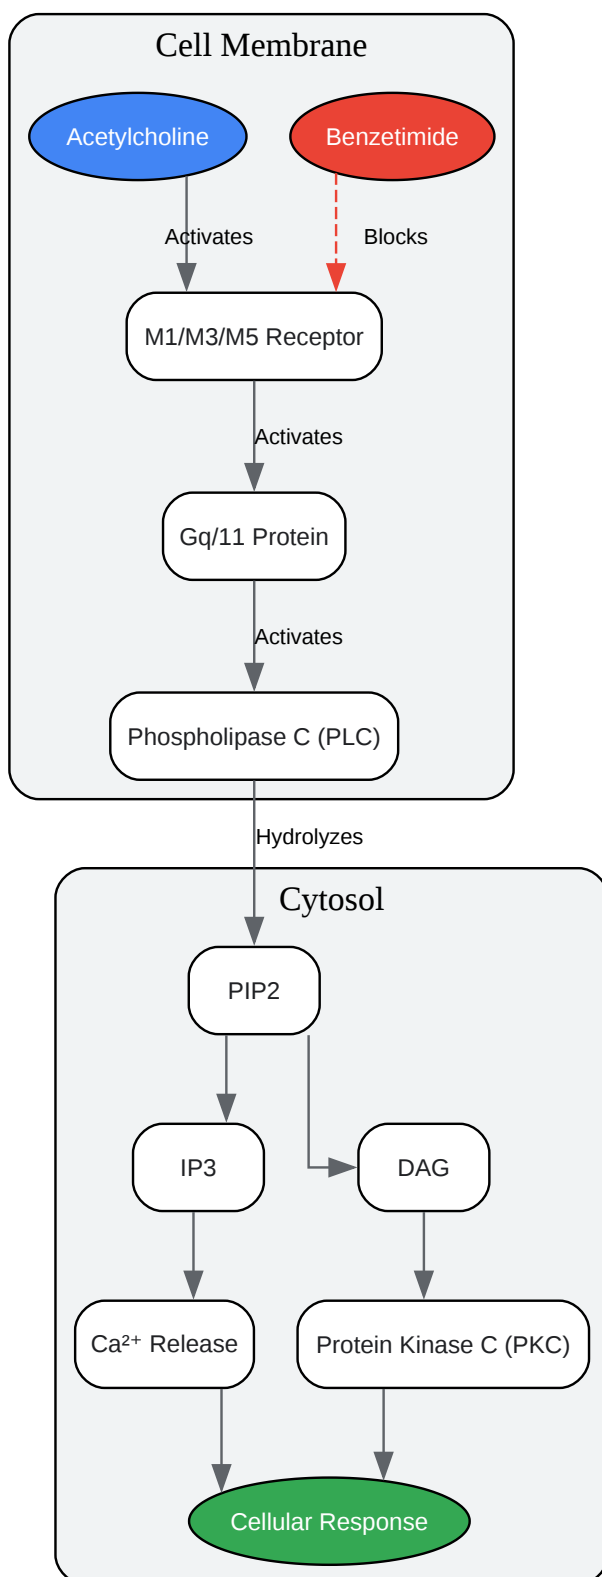 Cell Membrane
Acetylcholine
Benzetimide
Activates
Blocks
M1/M3/M5 Receptor
Activates
Gq/11 Protein
Activates
Phospholipase C (PLC)
Hydrolyzes
Cytosol
PIP2
IP3
DAG
Ca²⁺ Release
Protein Kinase C (PKC)
Cellular Response